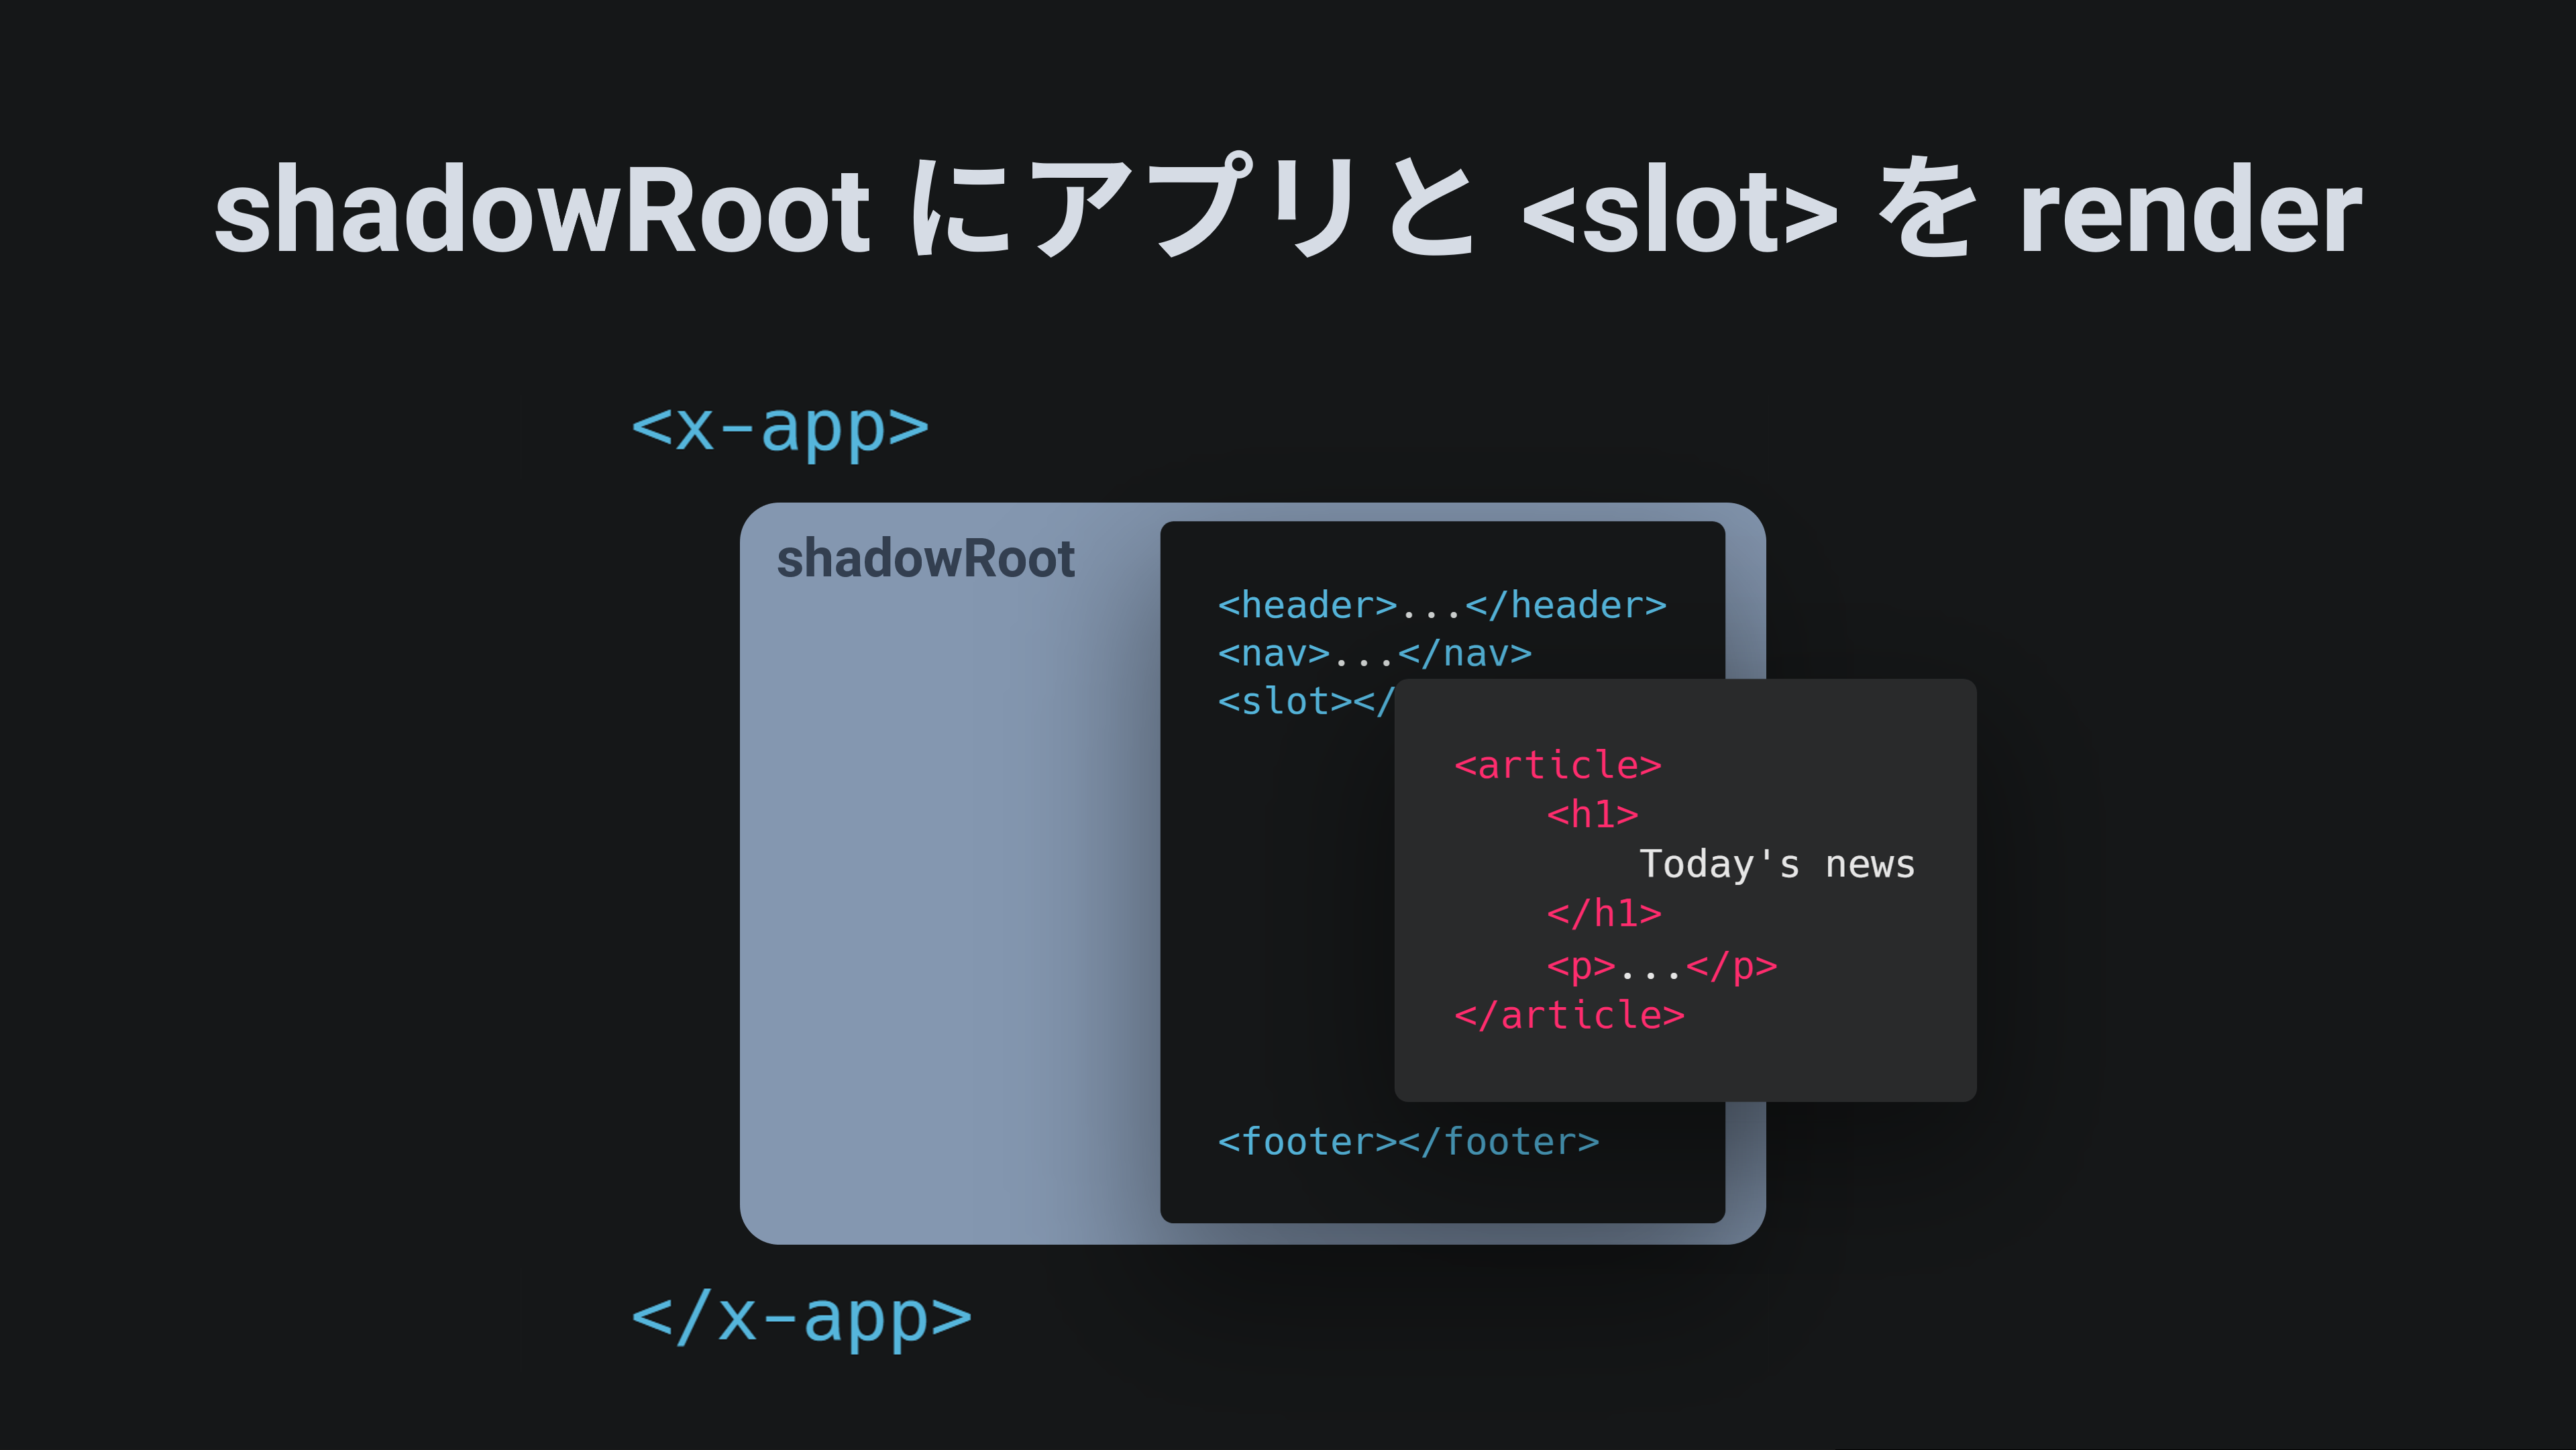 shadowRoot にアプリと <slot> を render
<x-app>
shadowRoot
<header>...</header>
<nav>...</nav>
<slot></
<article>
<h1>
Today's news
</h1>
<p>...</p>
</article>
<footer></footer>
</x-app>